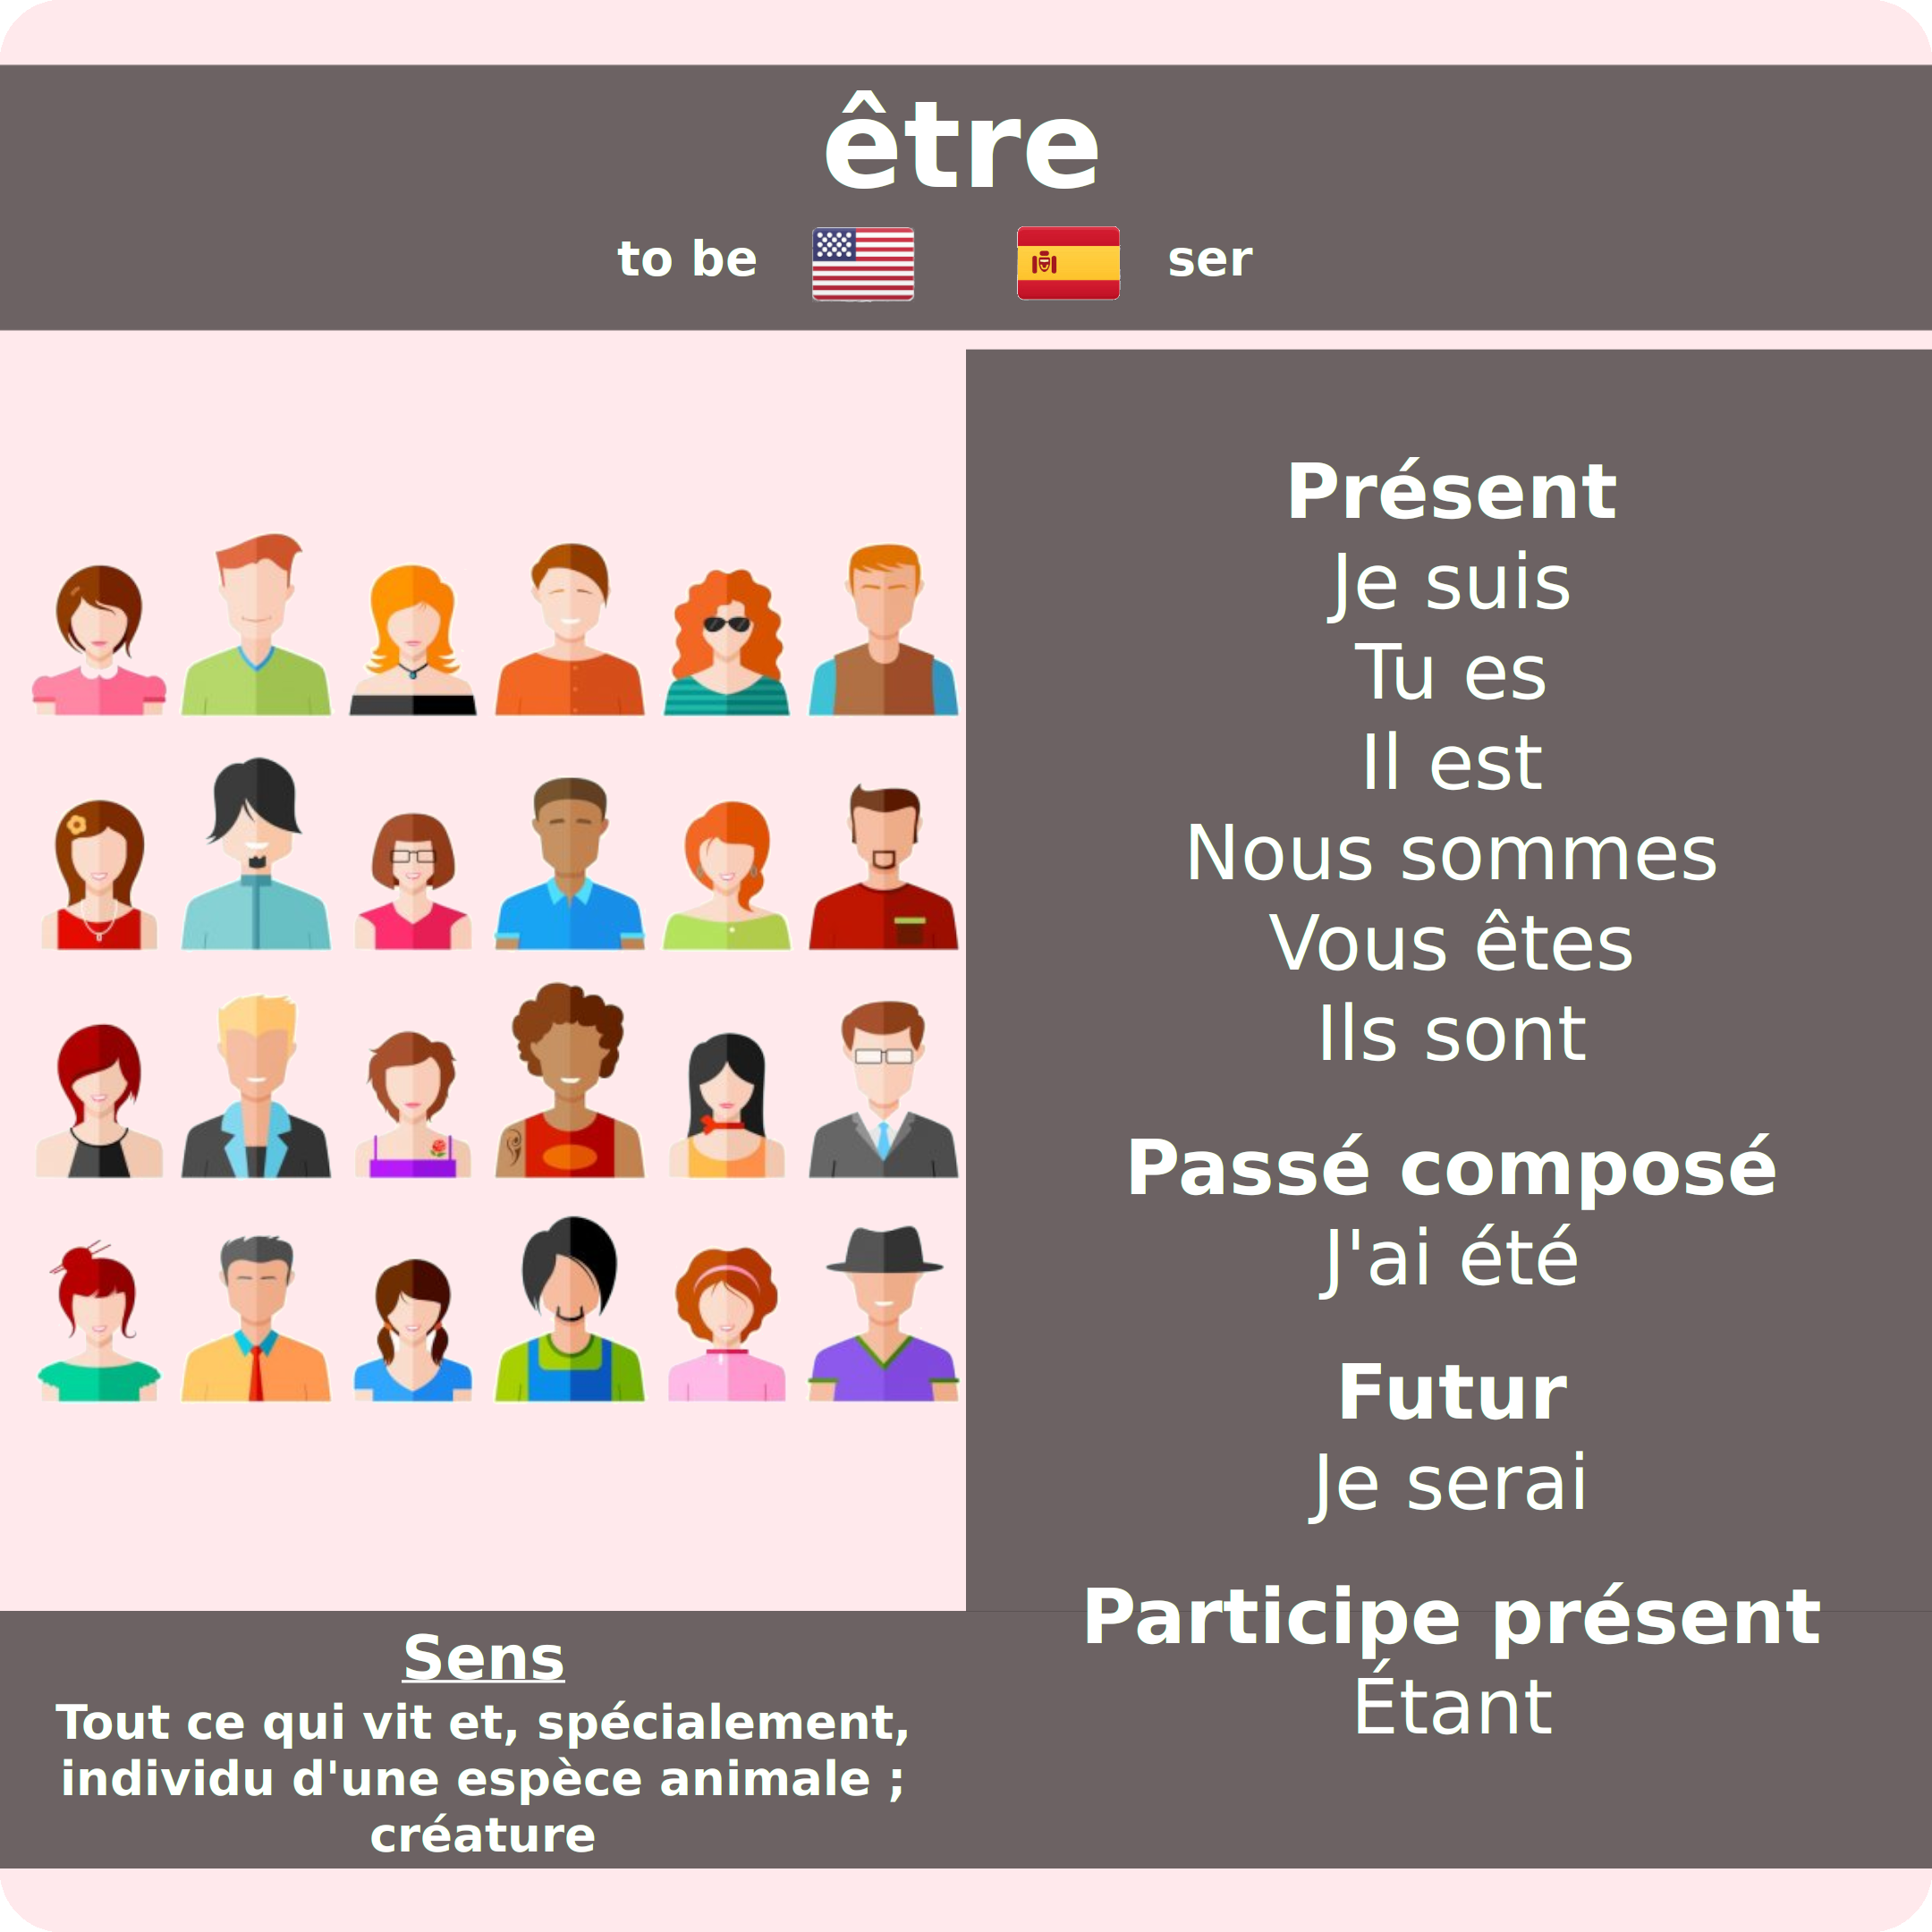 être
to be ser
Présent
Je suis
Tu es
Il est
Nous sommes
Vous êtes
Ils sont
Passé composé
J'ai été
Futur
Je serai
Participe présent
Étant
Sens
Tout ce qui vit et, spécialement,
individu d'une espèce animale ;
créature